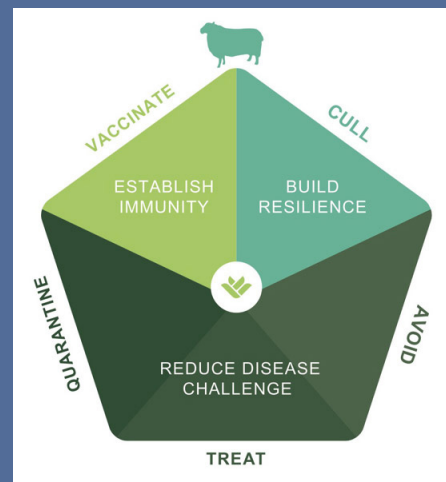 VACCINATE
CULL
ESTABLISH
IMMUNITY
BUILD
RESILIENCE
QUARANTINE
AVOID
REDUCE DISEASE
CHALLENGE
TREAT